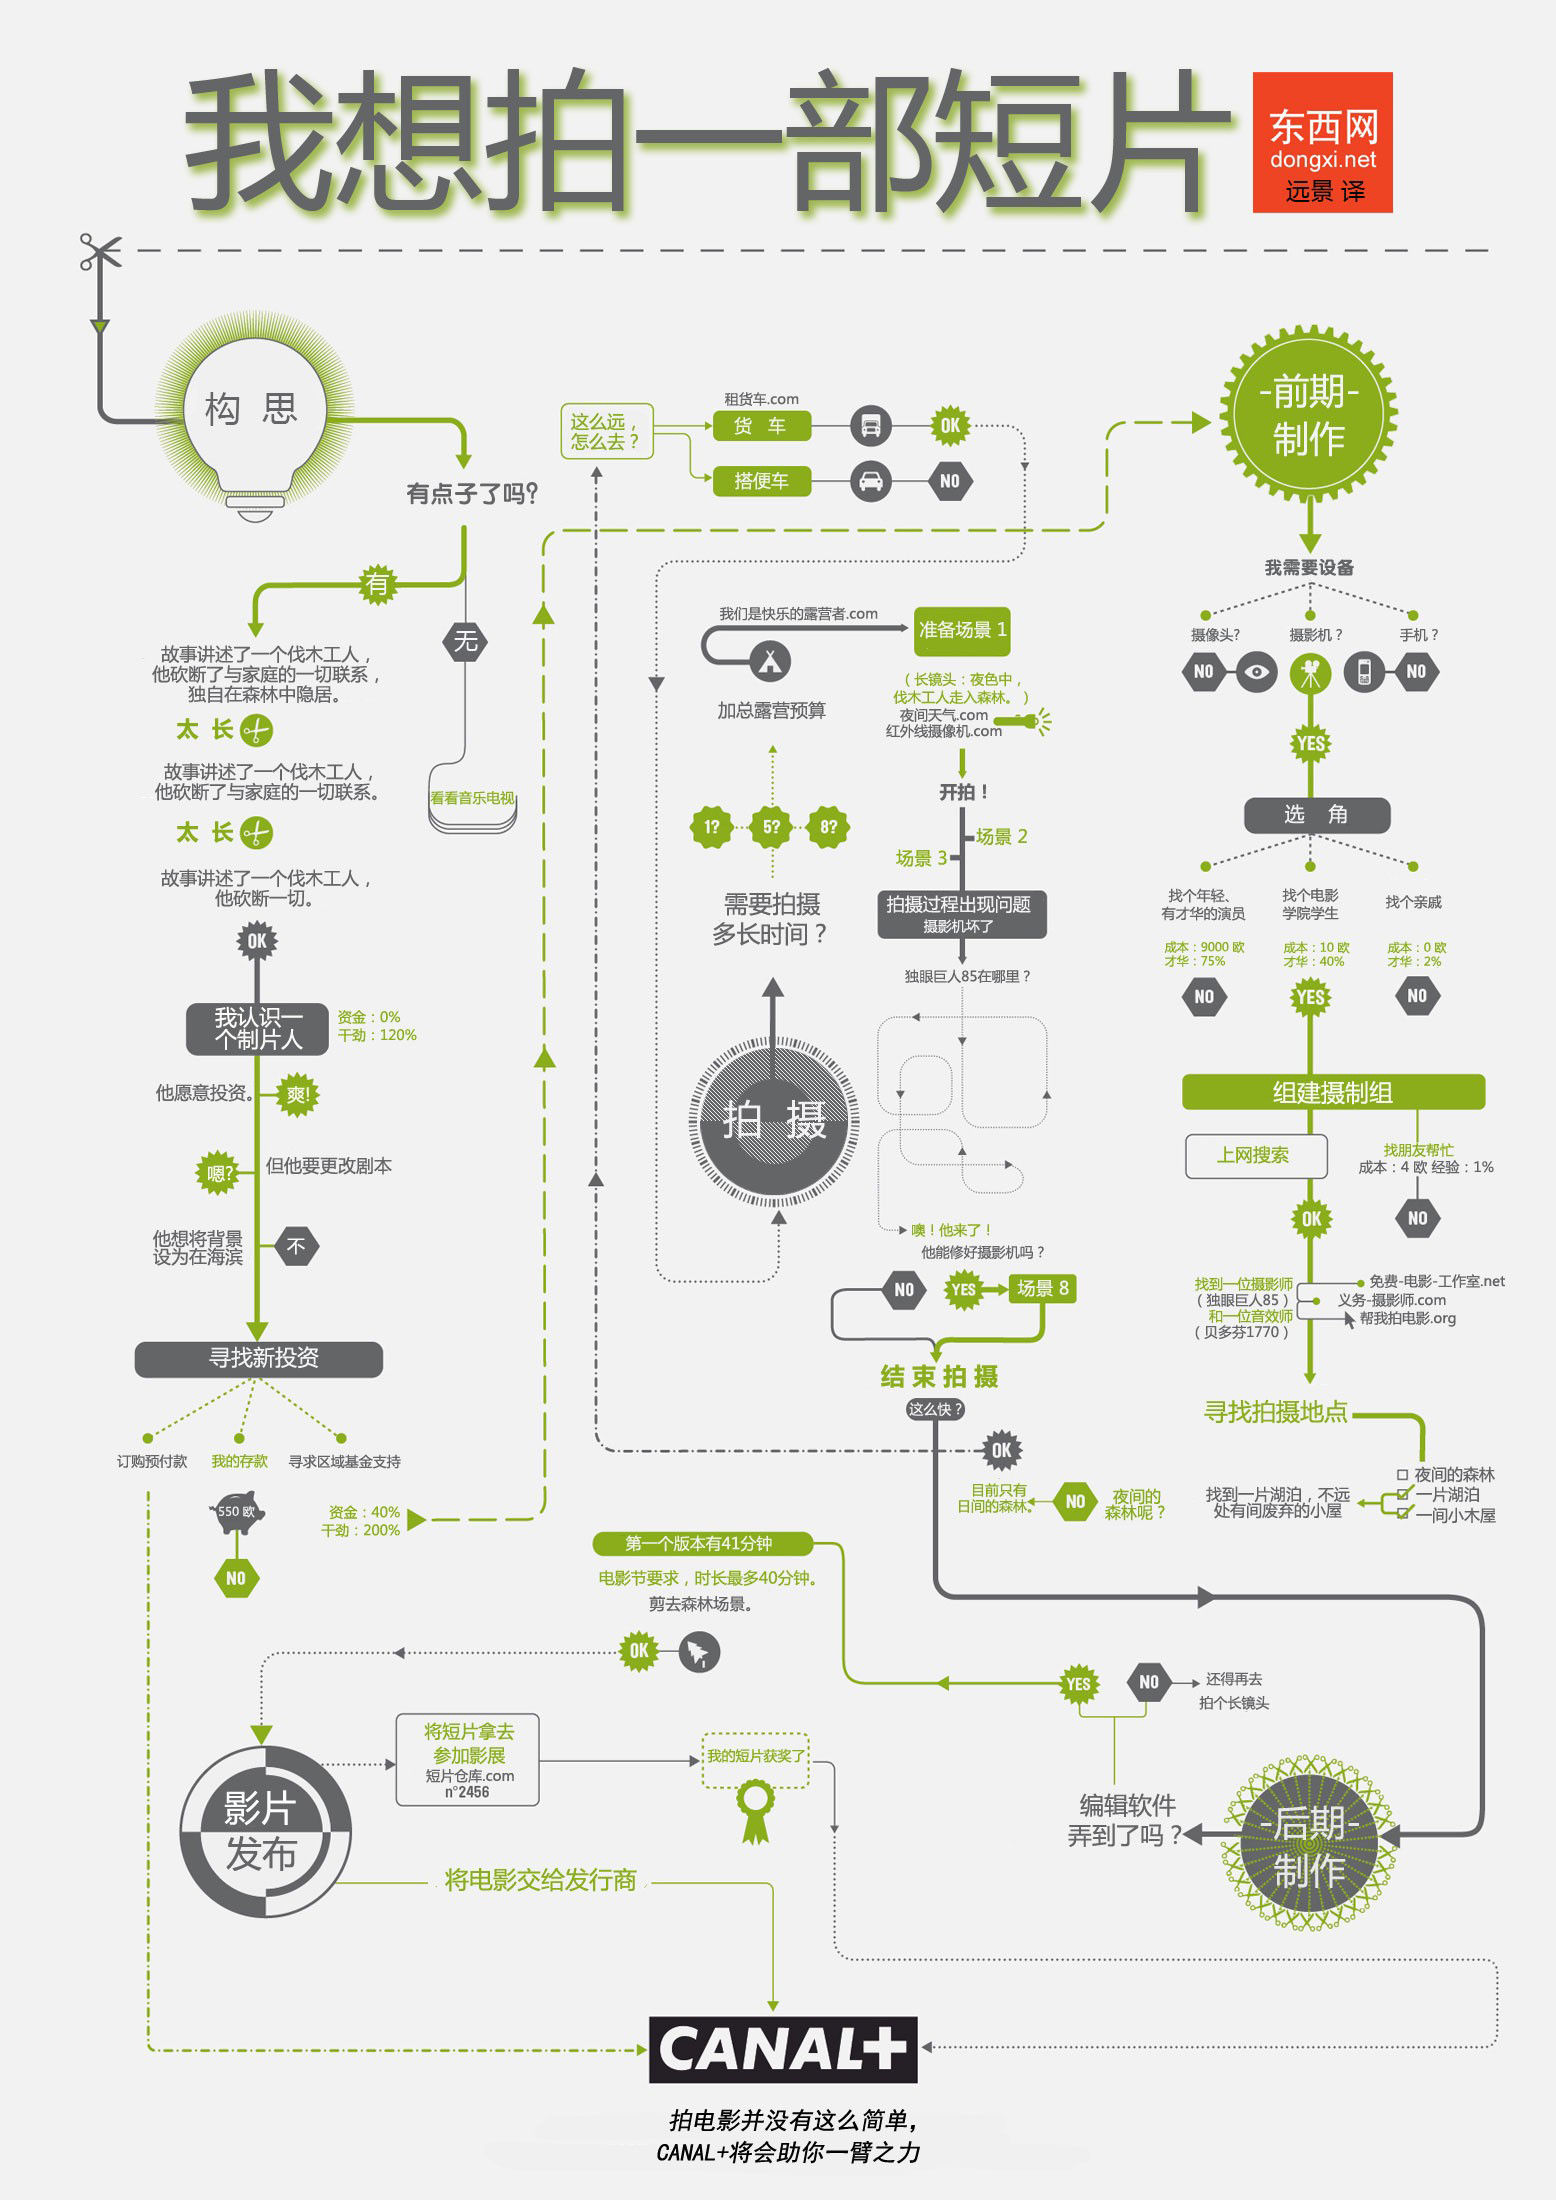 我想拍一部短片
东西网
dongxi.net
远景 译
构 思
有点子了吗?
有
无
看看音乐电视
故事讲述了一个伐木工人，
他砍断了与家庭的一切联系，
独自在森林中隐居。
太 长
故事讲述了一个伐木工人，
他砍断了与家庭的一切联系。
太 长
故事讲述了一个伐木工人，
他砍断一切。
OK
我认识一
个制片人
资金：0%
干劲：120%
他愿意投资。
爽!
嗯?
但他要更改剧本
他想将背景
设为在海滨
不
寻找新投资
订购预付款
我的存款
寻求区域基金支持
550 欧
NO
资金：40%
干劲：200%
-前期-
制作
我需要设备
摄像头?
摄影机？
手机？
NO
NO
YES
选 角
找个年轻、
有才华的演员
成本：9000 欧
才华：75%
NO
找个电影
学院学生
成本：10 欧
才华：40%
YES
找个亲戚
成本：0 欧
才华：2%
NO
组建摄制组
上网搜索
找朋友帮忙
成本：4 欧 经验：1%
OK
NO
找到一位摄影师
（独眼巨人85）
和一位音效师
（贝多芬1770）
免费-电影-工作室.net
义务-摄影师.com
帮我拍电影.org
寻找拍摄地点
夜间的森林
一片湖泊
一间小木屋
找到一片湖泊，不远
处有间废弃的小屋
夜间的
森林呢？
NO
目前只有
日间的森林。
OK
这么远，
怎么去？
租货车.com
货 车
OK
搭便车
NO
拍 摄
需要拍摄
多长时间？
1?
5?
8?
加总露营预算
我们是快乐的露营者.com
准备场景 1
（长镜头：夜色中，
伐木工人走入森林。）
夜间天气.com
红外线摄像机.com
开拍！
场景 2
场景 3
拍摄过程出现问题
摄影机坏了
独眼巨人85在哪里？
噢！他来了！
他能修好摄影机吗？
NO
YES
场景 8
结束拍摄
这么快？
-后期-
制作
编辑软件
弄到了吗？
YES
NO
还得再去
拍个长镜头
第一个版本有41分钟
电影节要求，时长最多40分钟。
剪去森林场景。
OK
影片
发布
将短片拿去
参加影展
短片仓库.com
n°2456
我的短片获奖了
将电影交给发行商
CANAL+
拍电影并没有这么简单，
CANAL+将会助你一臂之力